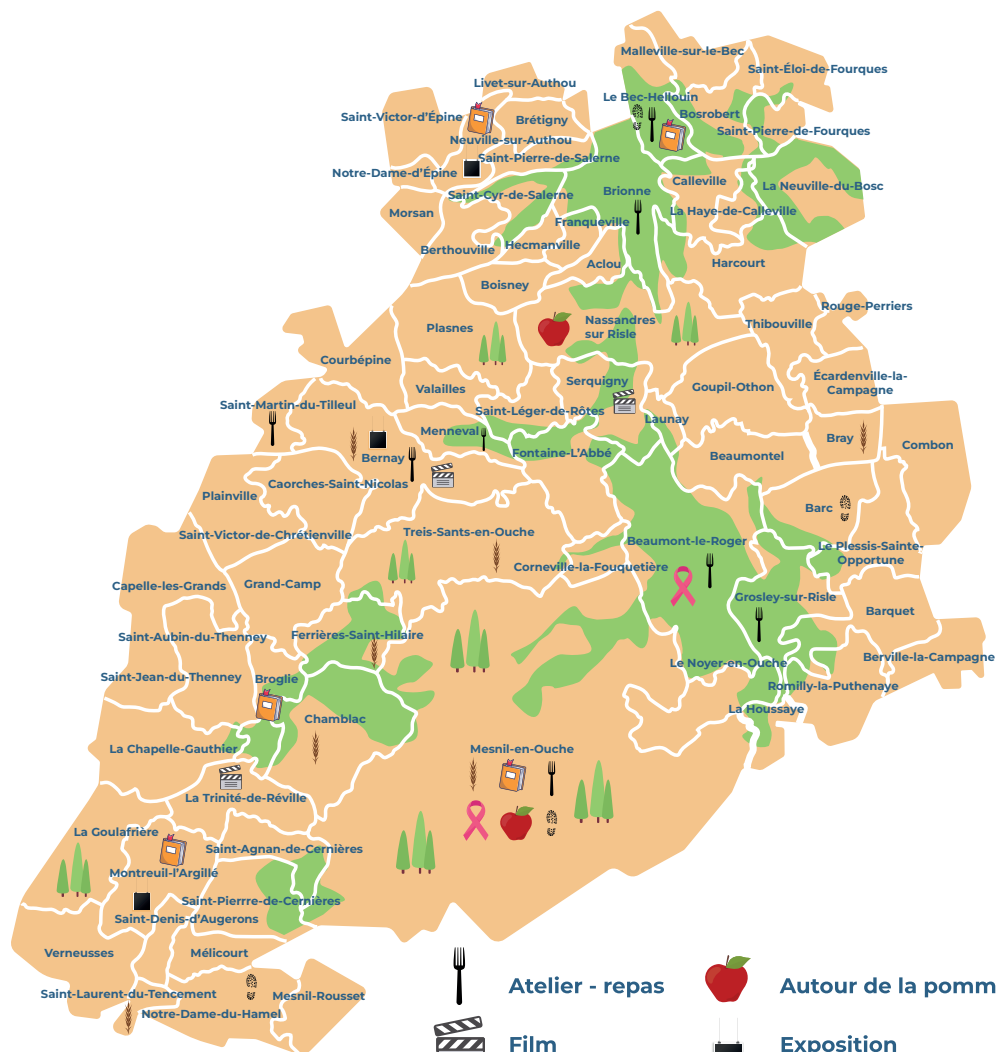 Malleville-sur-le-Bec
Saint-Éloi-de-Fourques
Livet-sur-Authou
Le Bec-Hellouin
Saint-Victor-d'Épine
Brétigny
Bosrobert
Saint-Pierre-de-Fourques
Neuville-sur-Authou
Saint-Pierre-de-Salerne
Notre-Dame-d'Épine
Calleville
La Neuville-du-Bosc
Saint-Cyr-de-Salerne
Brionne
Morsan
Franqueville
La Haye-de-Calleville
Berthouville
Hecmanville
Aclou
Harcourt
Boisney
Rouge-Perriers
Plasnes
Nassandres
sur Risle
Thibouville
Courbépine
Valailles
Serquigny
Goupil-Othon
Écardenville-la-
Campagne
Saint-Martin-du-Tilleul
Saint-Léger-de-Rôtes
Launay
Menneval
Bray
Combon
Bernay
Fontaine-L'Abbé
Beaumontel
Caorches-Saint-Nicolas
Plainville
Barc
Saint-Victor-de-Chrétienville
Treis-Sants-en-Ouche
Beaumont-le-Roger
Le Plessis-Sainte-
Opportune
Corneville-la-Fouquetière
Capelle-les-Grands
Grand-Camp
Grosley-sur-Risle
Barquet
Saint-Aubin-du-Thenney
Ferrières-Saint-Hilaire
Berville-la-Campagne
Le Noyer-en-Ouche
Saint-Jean-du-Thenney
Broglie
Romilly-la-Puthenaye
La Houssaye
Chamblac
La Chapelle-Gauthier
Mesnil-en-Ouche
La Trinité-de-Réville
La Goulafrière
Saint-Agnan-de-Cernières
Montreuil-l'Argillé
Saint-Pierrre-de-Cernières
Saint-Denis-d'Augerons
Verneusses
Mélicourt
Saint-Laurent-du-Tencement
Mesnil-Rousset
Notre-Dame-du-Hamel
Atelier - repas
Autour de la pomm
Film
Exposition